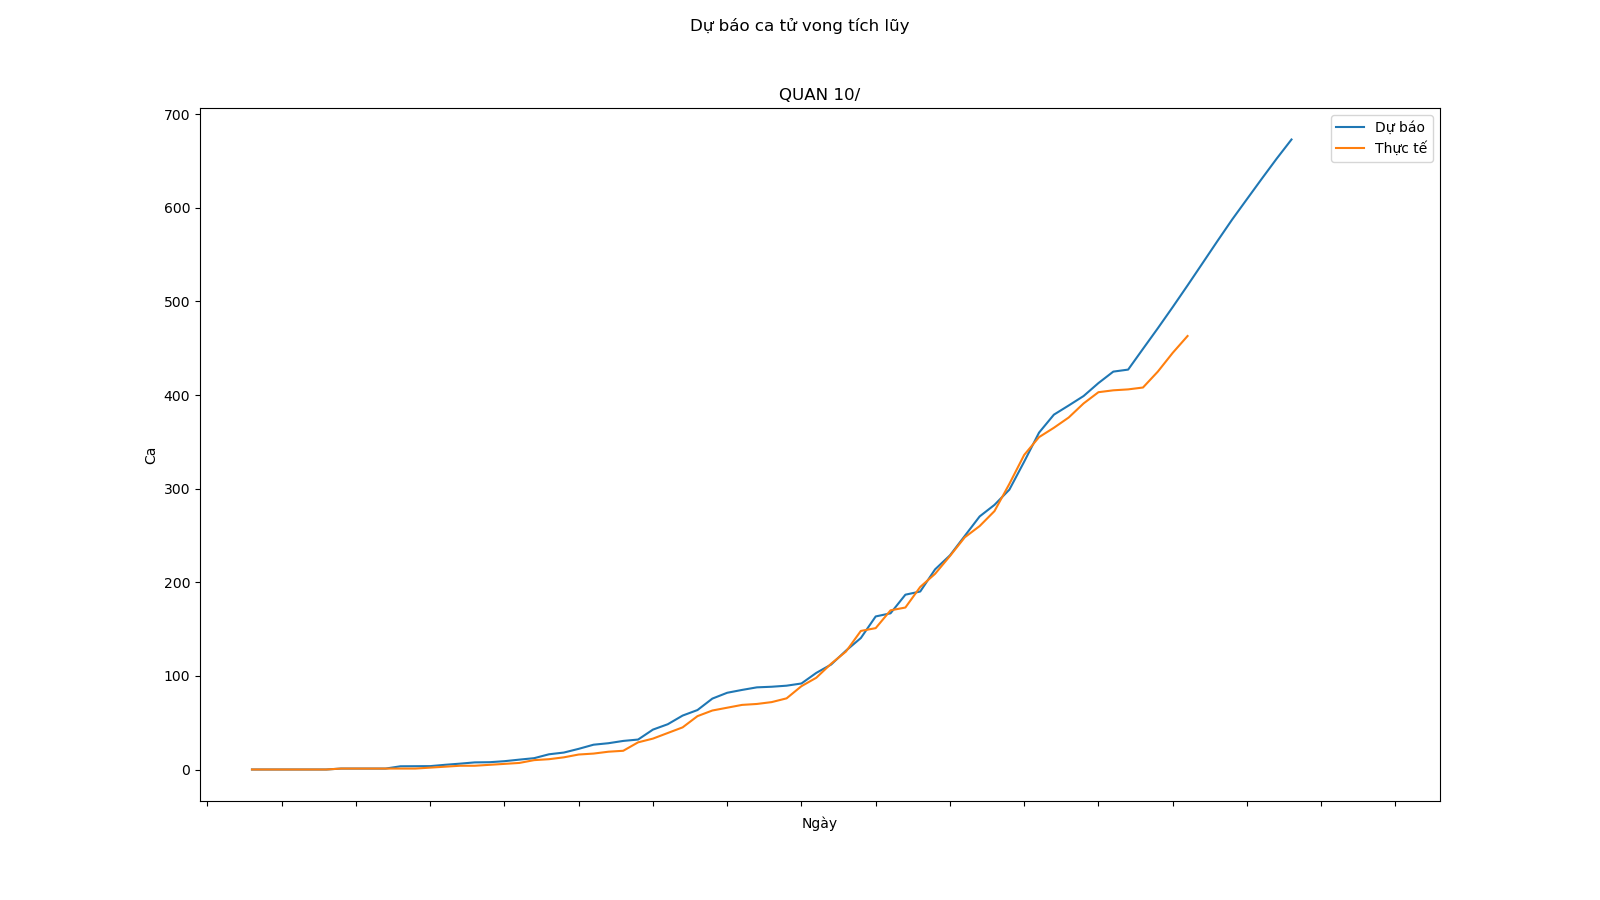 Dự báo ca tử vong tích lũy
QUAN 10/
700
600
500
400
300
200
100
0
Ca
Ngày
Dự báo
Thực tế